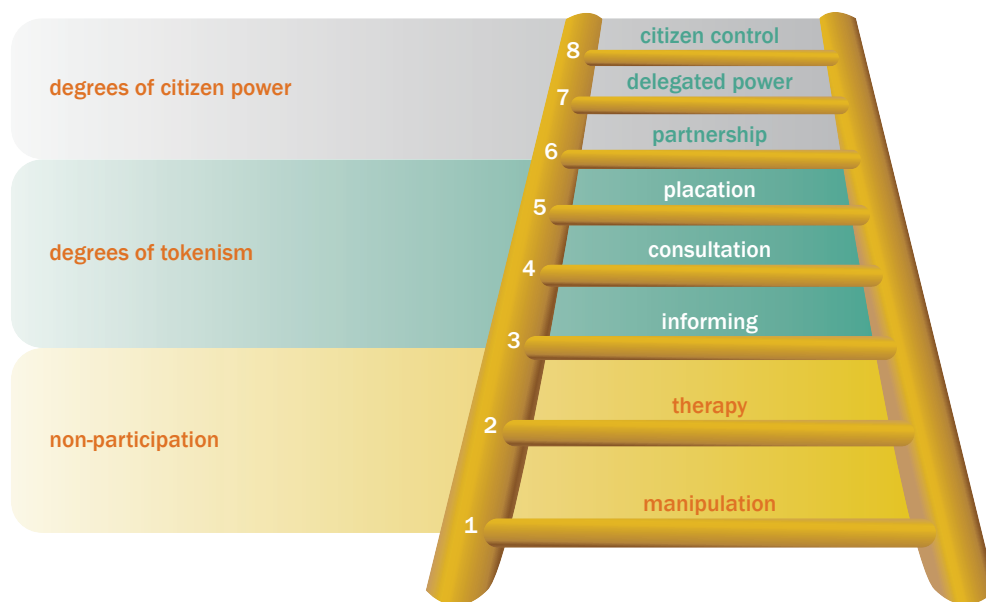 citizen control
8
degrees of citizen power
delegated power
7
partnership
6
placation
5
degrees of tokenism
consultation
4
informing
3
therapy
2
non-participation
manipulation
1